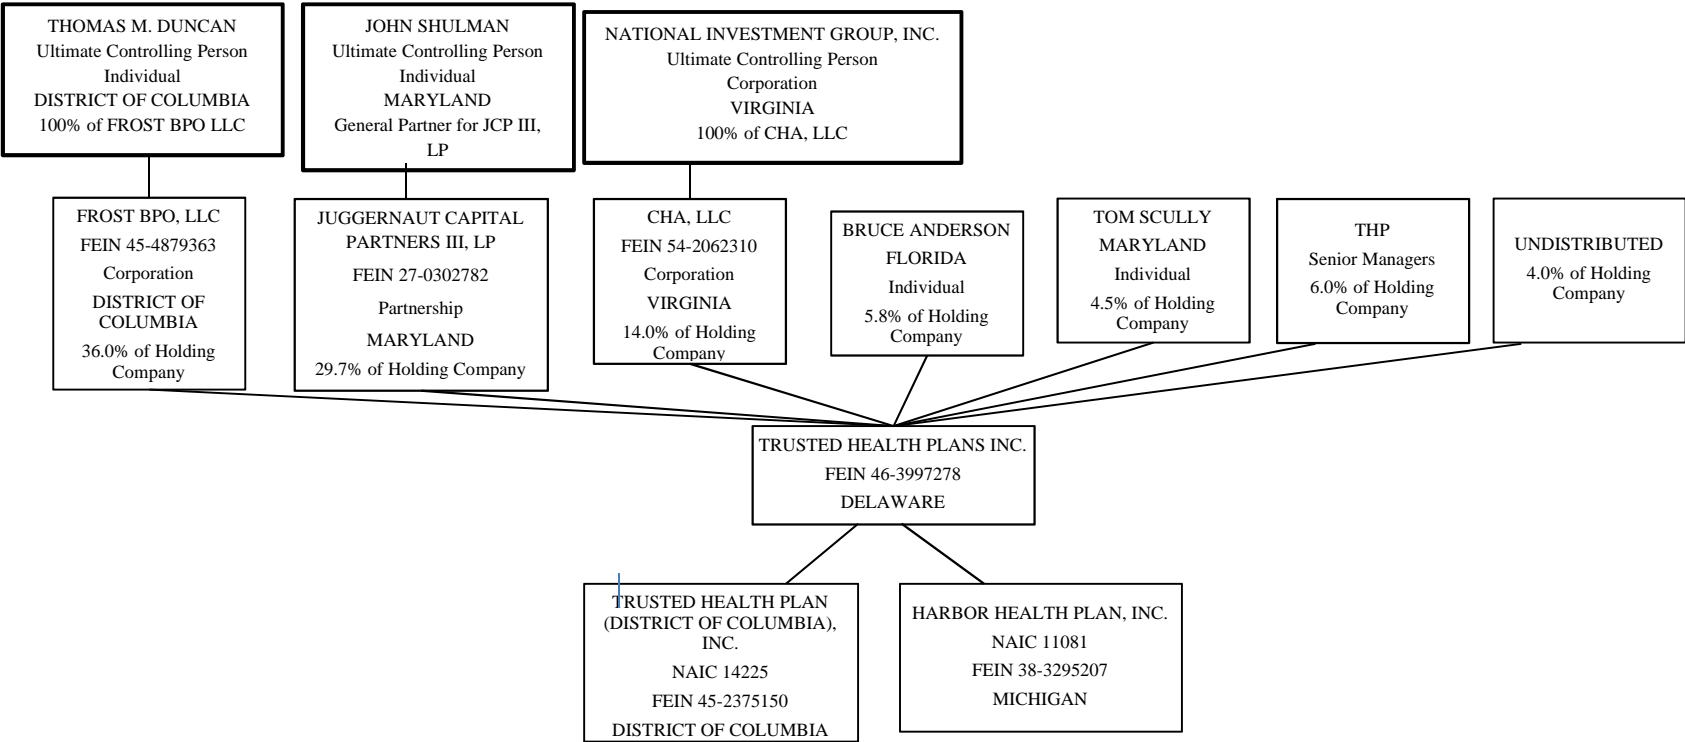 THOMAS M. DUNCAN
Ultimate Controlling Person
Individual
DISTRICT OF COLUMBIA
100% of FROST BPO LLC
JOHN SHULMAN
Ultimate Controlling Person
Individual
MARYLAND
General Partner for JCP III,
LP
NATIONAL INVESTMENT GROUP, INC.
Ultimate Controlling Person
Corporation
VIRGINIA
100% of CHA, LLC
FROST BPO, LLC
FEIN 45-4879363
Corporation
DISTRICT OF
COLUMBIA
36.0% of Holding
Company
JUGGERNAUT CAPITAL
PARTNERS III, LP
FEIN 27-0302782
Partnership
MARYLAND
29.7% of Holding Company
CHA, LLC
FEIN 54-2062310
Corporation
VIRGINIA
14.0% of Holding
Company
BRUCE ANDERSON
FLORIDA
Individual
5.8% of Holding
Company
TOM SCULLY
MARYLAND
Individual
4.5% of Holding
Company
THP
Senior Managers
6.0% of Holding
Company
UNDISTRIBUTED
4.0% of Holding
Company
TRUSTED HEALTH PLANS INC.
FEIN 46-3997278
DELAWARE
TRUSTED HEALTH PLAN
(DISTRICT OF COLUMBIA),
INC.
NAIC 14225
FEIN 45-2375150
DISTRICT OF COLUMBIA
HARBOR HEALTH PLAN, INC.
NAIC 11081
FEIN 38-3295207
MICHIGAN